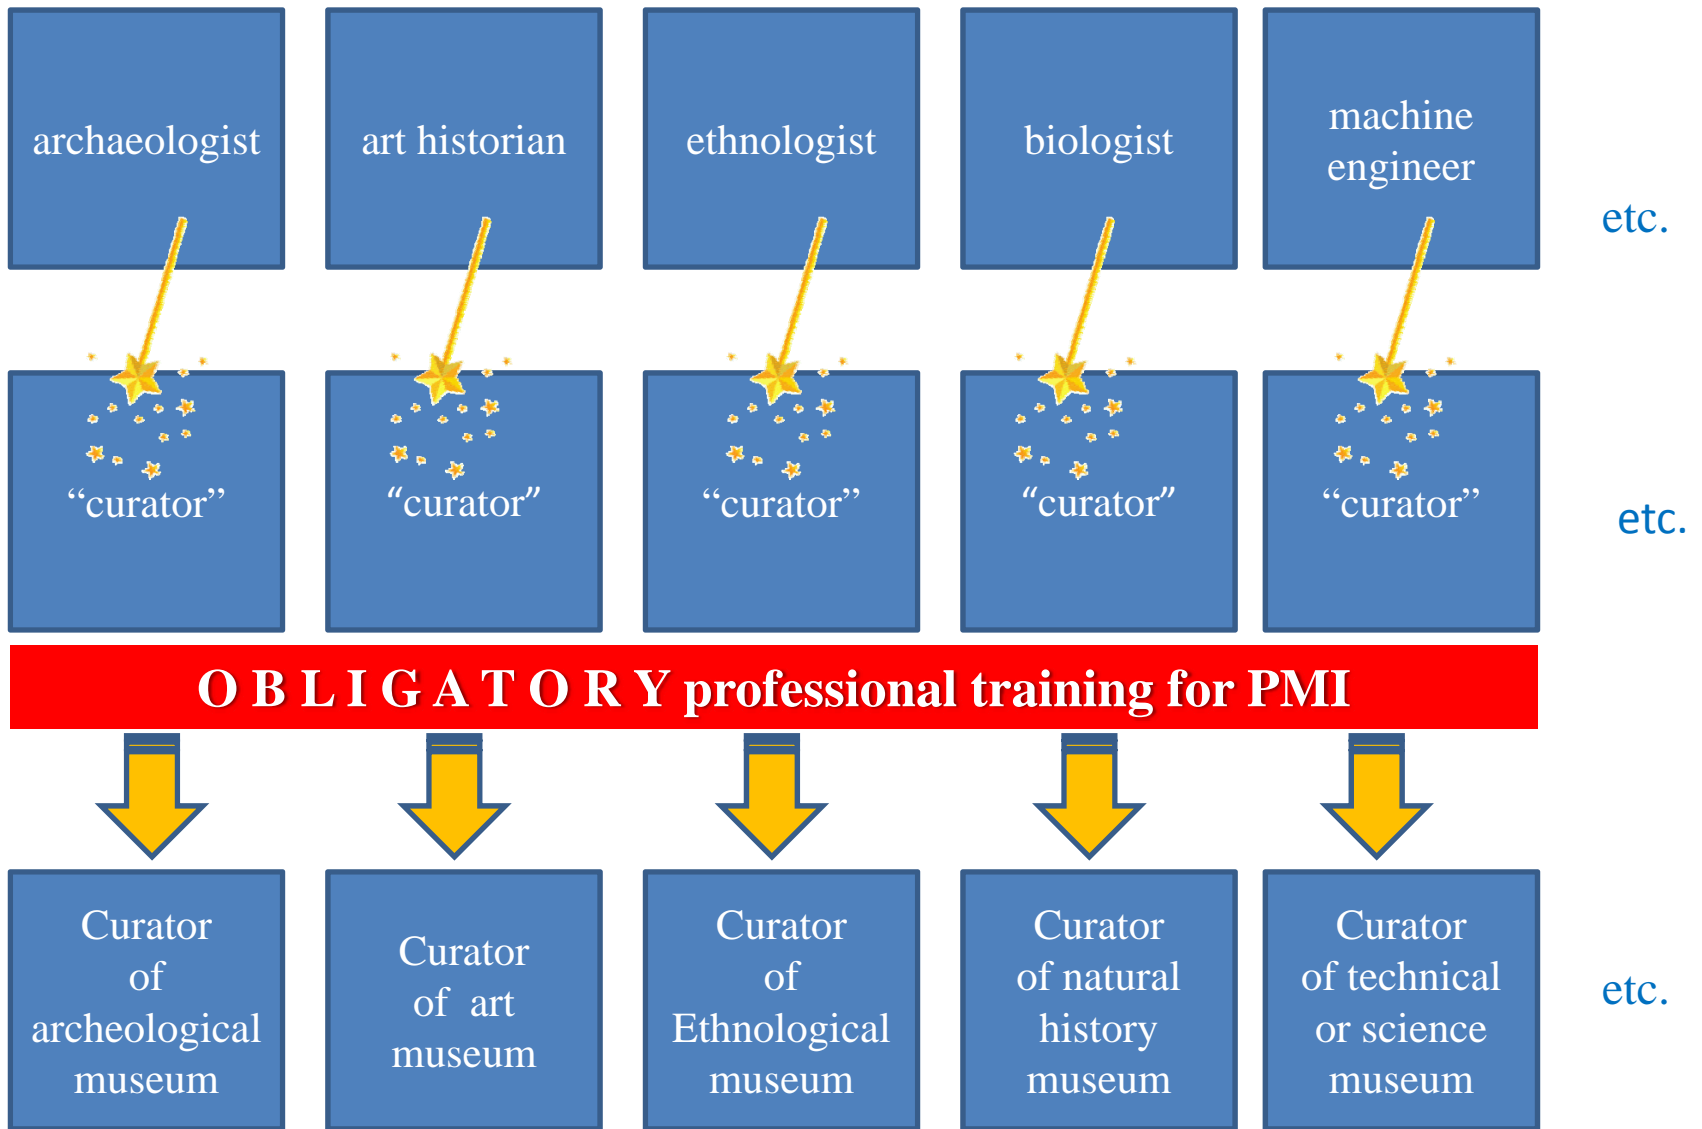 archaeologist
art historian
ethnologist
biologist
machine
engineer
etc.
“curator”
“curator”
“curator”
“curator”
“curator”
etc.
O B L I G A T O R Y professional training for PMI
Curator
of
archeological
museum
Curator
of art
museum
Curator
of
Ethnological
museum
Curator
of natural
history
museum
Curator
of technical
or science
museum
etc.